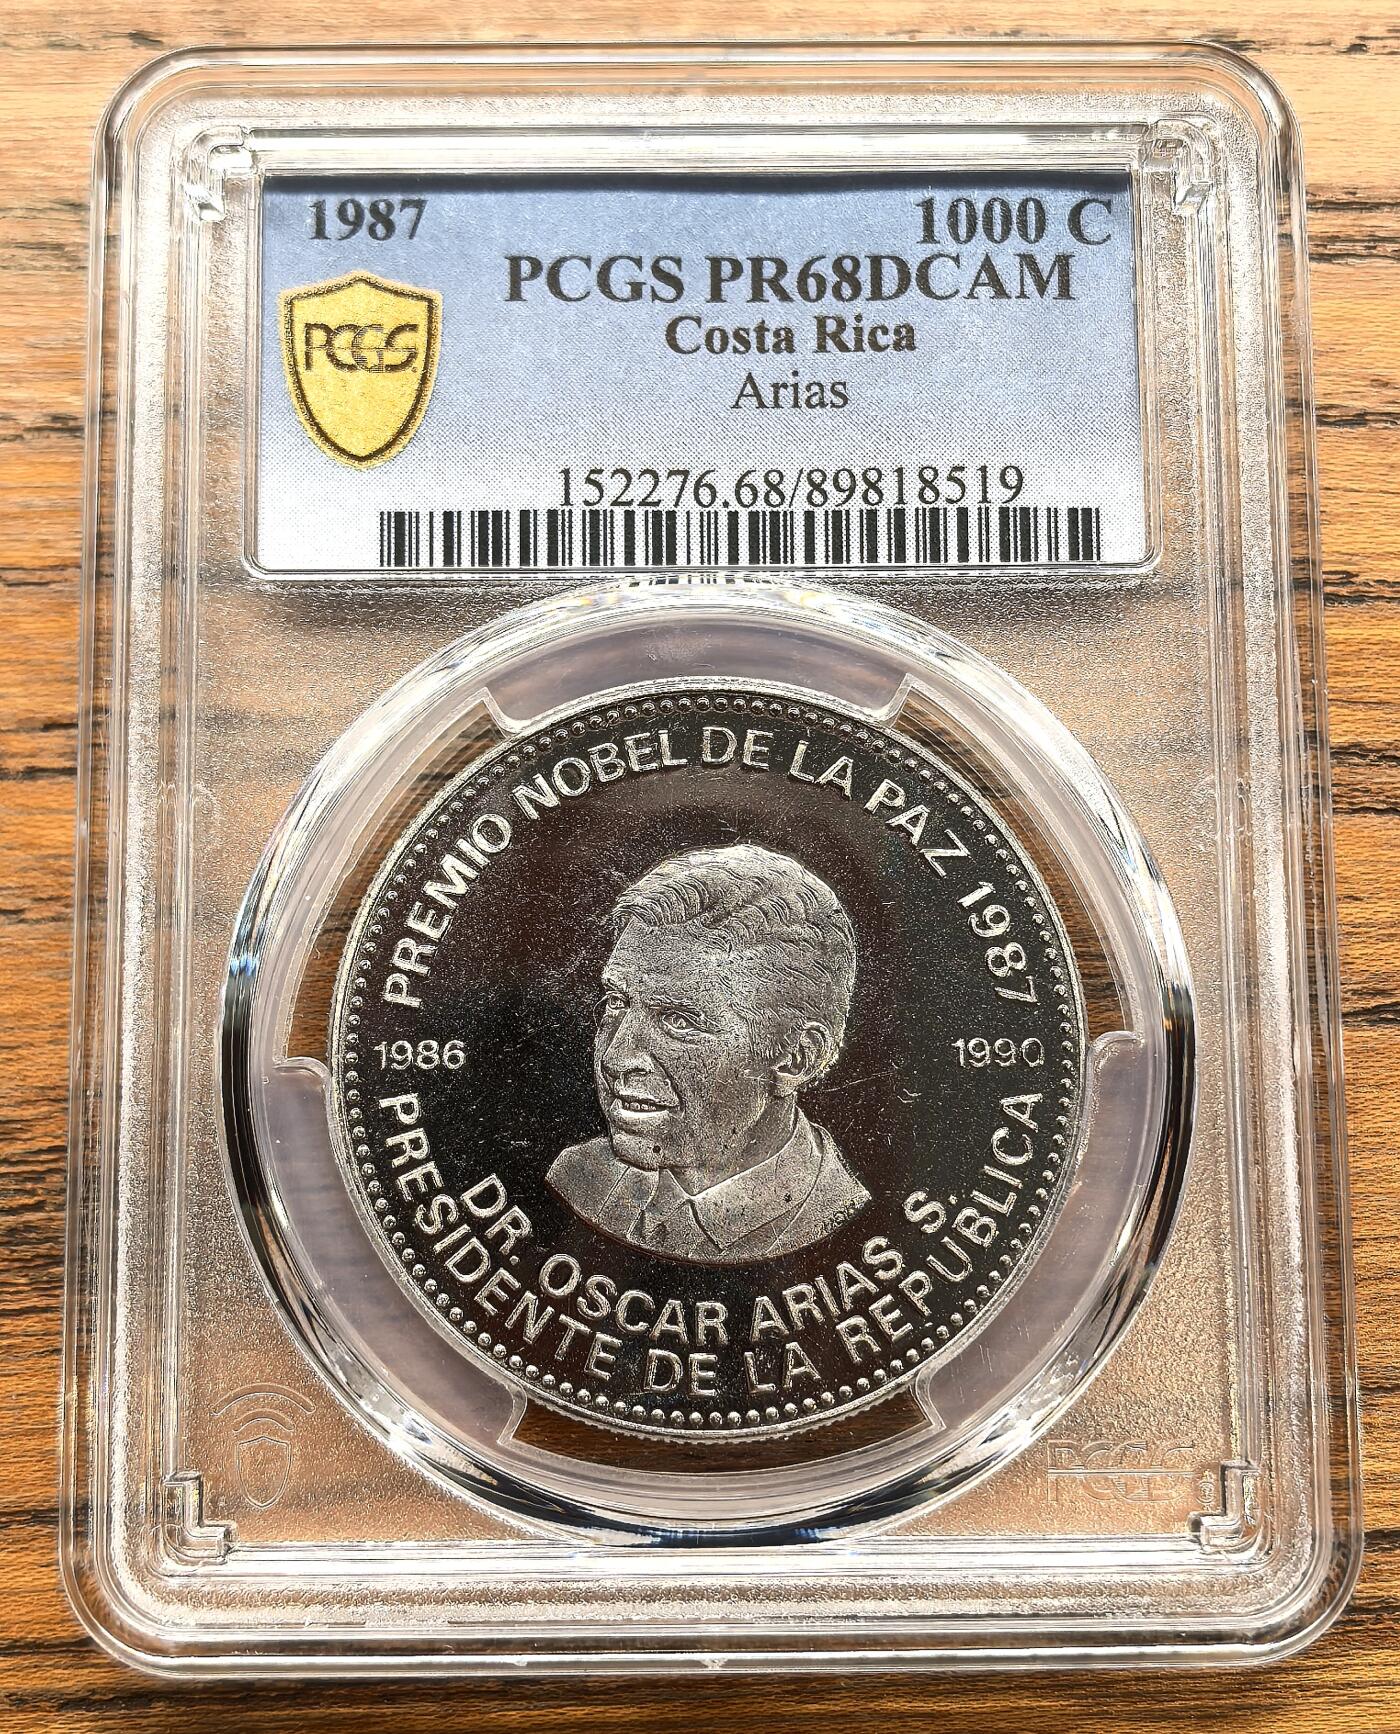 1987 1000 C
PCGS PR68DCAM
Costa Rica
Arias
PCGS
152276.68/89818519
PREMIO NOBEL DE LA PAZ 1987
1986 1990
DR. OSCAR ARIAS S.
PRESIDENTE DE LA REPUBLICA
PCGS